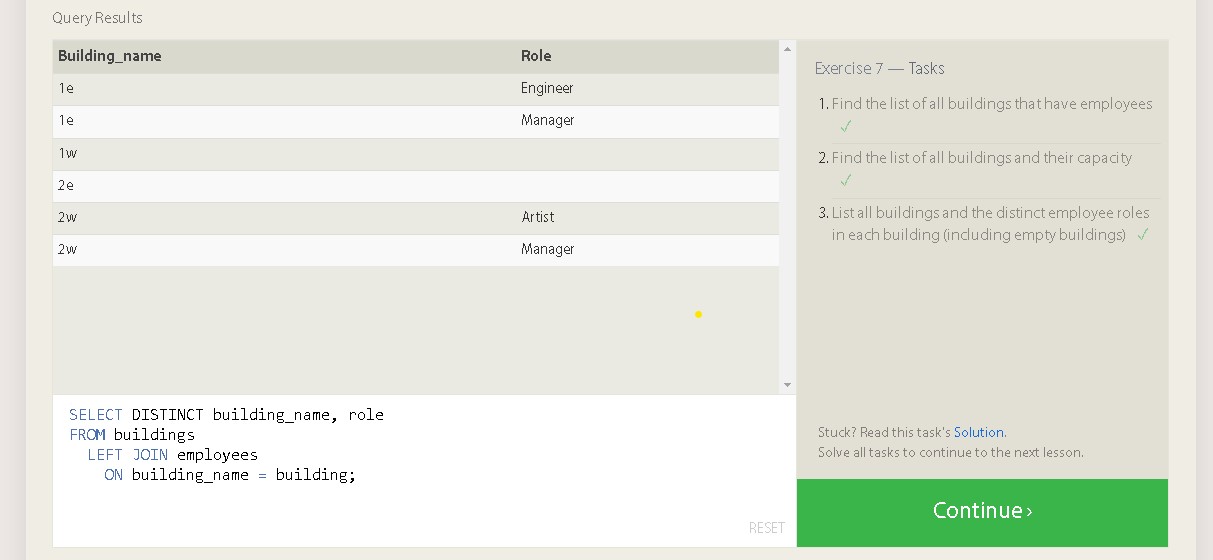 Query Results
Building_name Role
1e Engineer
1e Manager
1w
2e
2w Artist
2w Manager
SELECT DISTINCT building_name, role
FROM buildings
LEFT JOIN employees
ON building_name = building;
RESET
Exercise 7 — Tasks
1. Find the list of all buildings that have employees
✓
2. Find the list of all buildings and their capacity
✓
3. List all buildings and the distinct employee roles
in each building (including empty buildings) ✓
Stuck? Read this task's Solution.
Solve all tasks to continue to the next lesson.
Continue ›